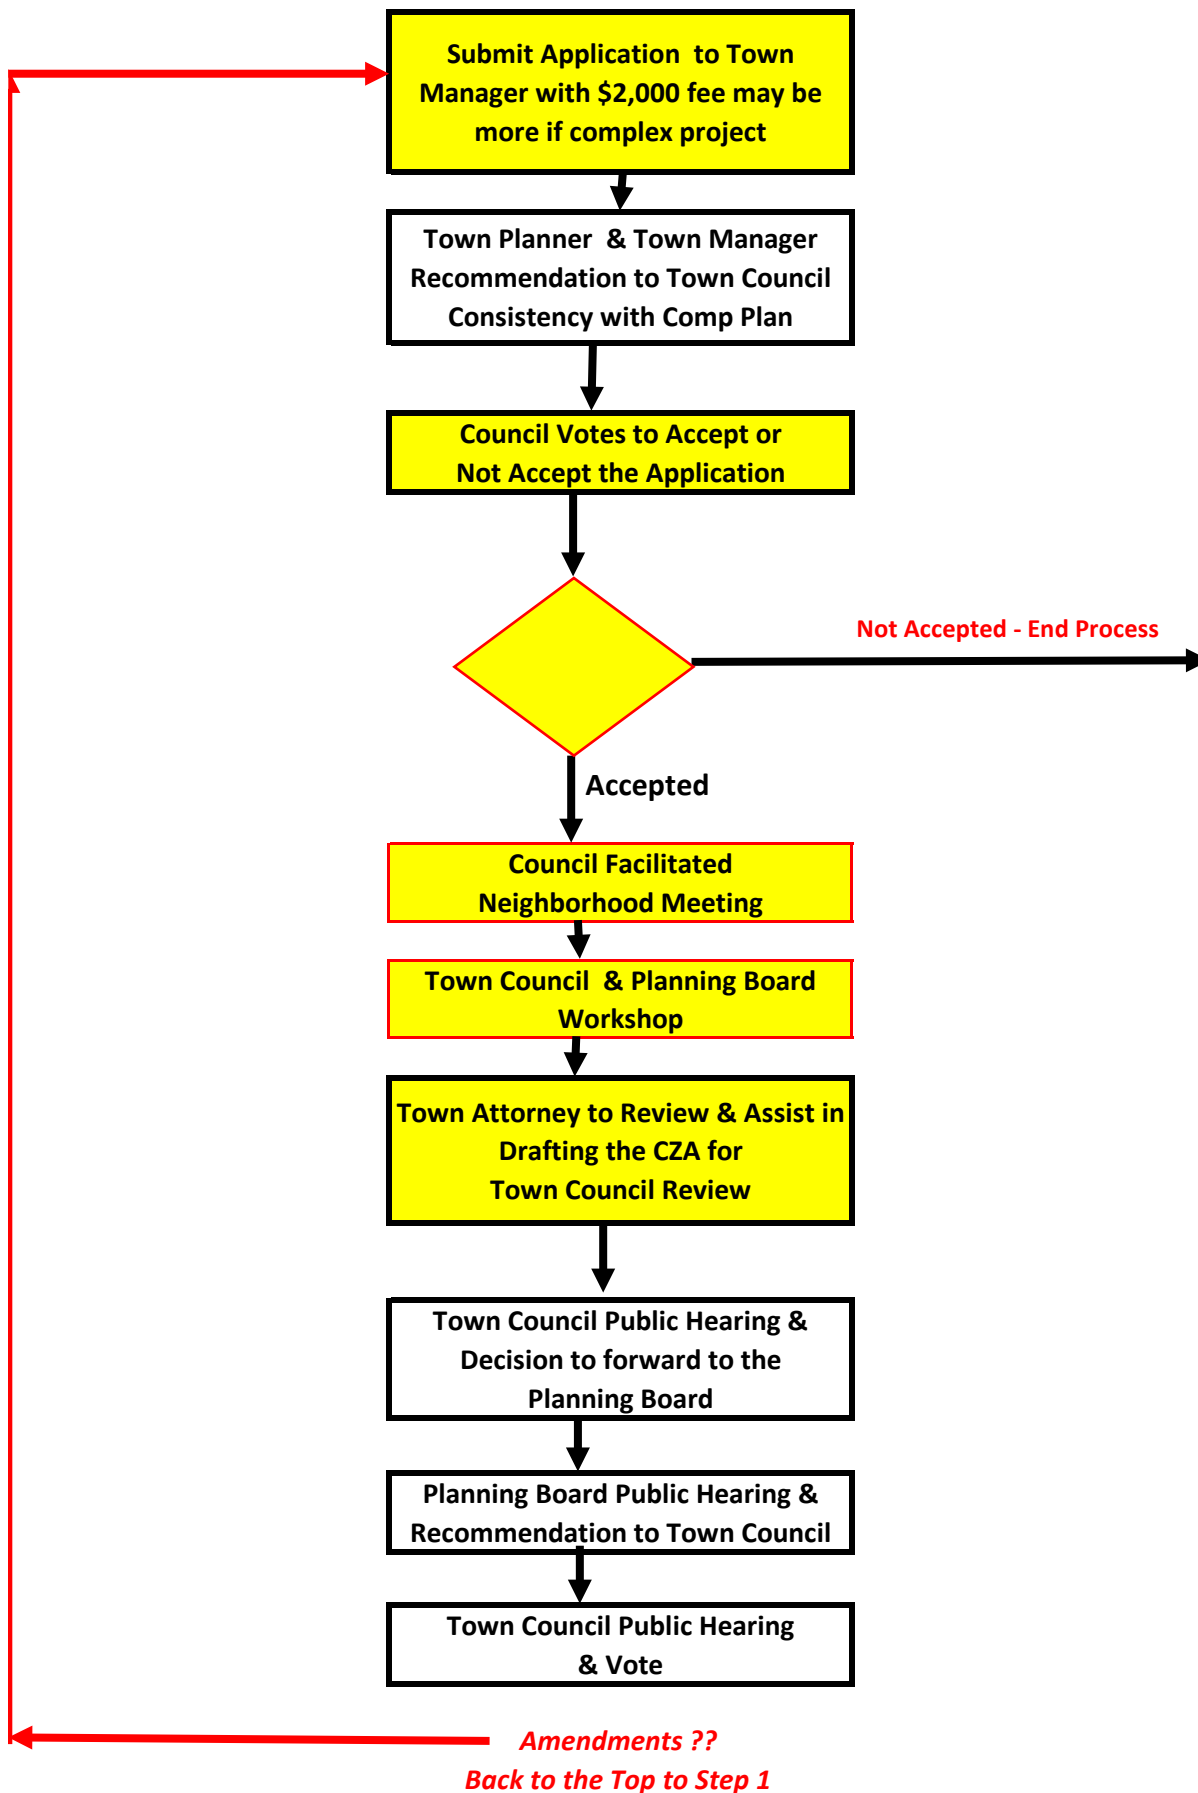 Submit Application  to Town
Manager with $2,000 fee may be
more if complex project
Town Planner  & Town Manager
Recommendation to Town Council
Consistency with Comp Plan
Council Votes to Accept or
Not Accept the Application
Not Accepted - End Process
Accepted
Council Facilitated
Neighborhood Meeting
Town Council  & Planning Board
Workshop
Town Attorney to Review & Assist in
Drafting the CZA for
Town Council Review
Town Council Public Hearing &
Decision to forward to the
Planning Board
Planning Board Public Hearing &
Recommendation to Town Council
Town Council Public Hearing
& Vote
Amendments ??
Back to the Top to Step 1